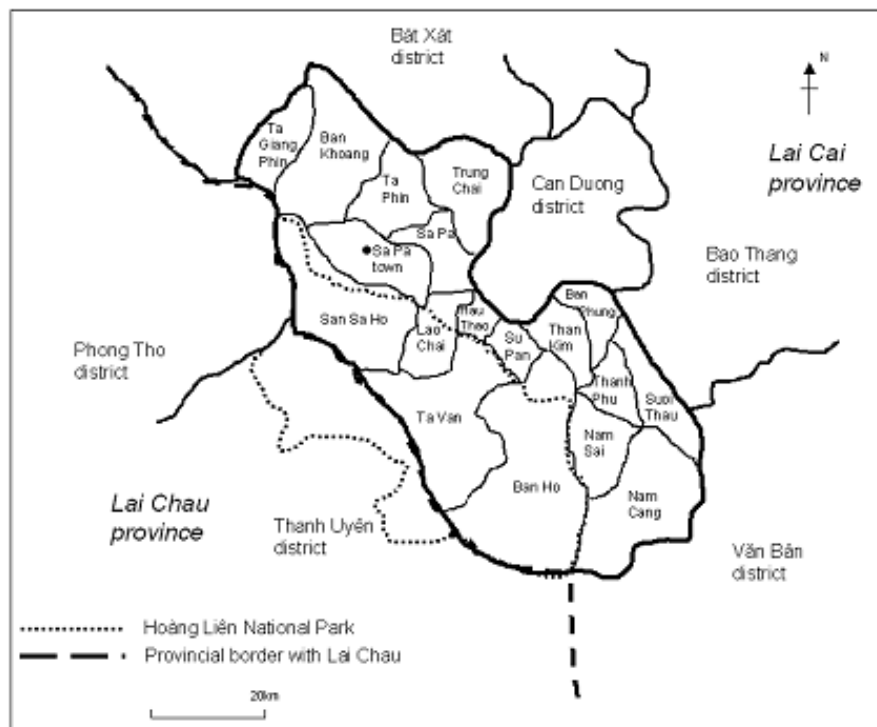 Bát Xát
district
N
Ta
Giang
Phin
Ban
Khoang
Trung
Chai
Lai Cai
province
Ta
Phin
Can Duong
district
Sa Pa
Sa Pa
town
Bao Thang
district
Ban
Phung
San Sa Ho
Hau
Thao
Lao
Chai
Su
Pan
Than
Kim
Phong Tho
district
Thanh
Phu
Suoi
Thau
Ta Van
Nam
Sai
Ban Ho
Nam
Cang
Lai Chau
province
Thanh Uyên
district
Văn Bân
district
Hoàng Liên National Park
Provincial border with Lai Chau
20km